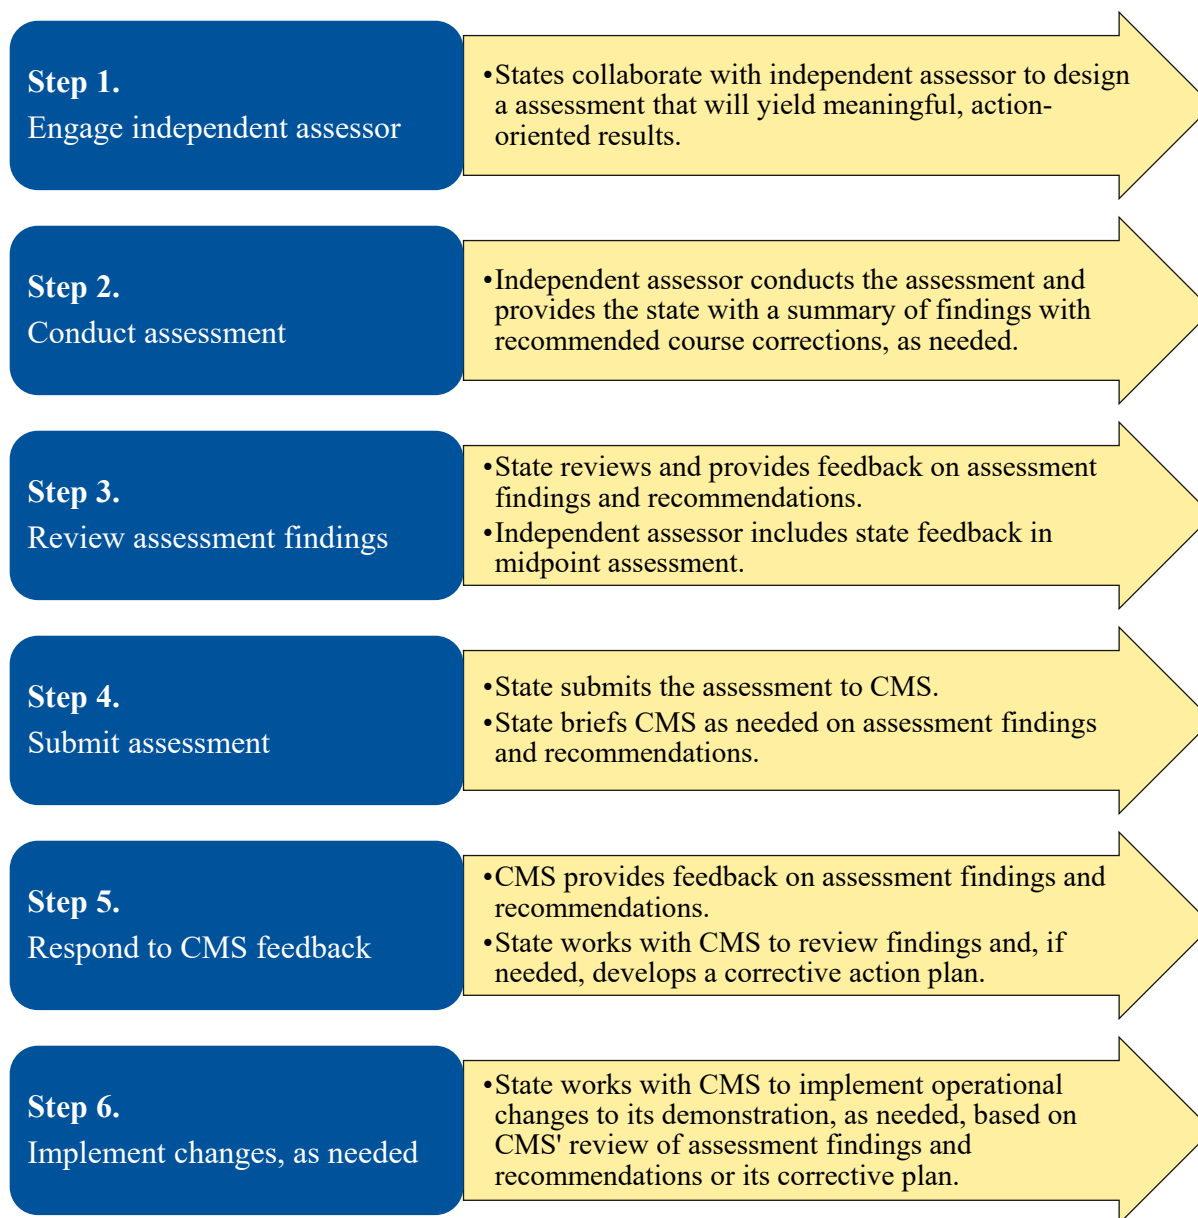 Step 1.
Engage independent assessor
•States collaborate with independent assessor to design
a assessment that will yield meaningful, action-
oriented results.
Step 2.
Conduct assessment
•Independent assessor conducts the assessment and
provides the state with a summary of findings with
recommended course corrections, as needed.
Step 3.
Review assessment findings
•State reviews and provides feedback on assessment
findings and recommendations.
•Independent assessor includes state feedback in
midpoint assessment.
Step 4.
Submit assessment
•State submits the assessment to CMS.
•State briefs CMS as needed on assessment findings
and recommendations.
Step 5.
Respond to CMS feedback
•CMS provides feedback on assessment findings and
recommendations.
•State works with CMS to review findings and, if
needed, develops a corrective action plan.
Step 6.
Implement changes, as needed
•State works with CMS to implement operational
changes to its demonstration, as needed, based on
CMS' review of assessment findings and
recommendations or its corrective plan.